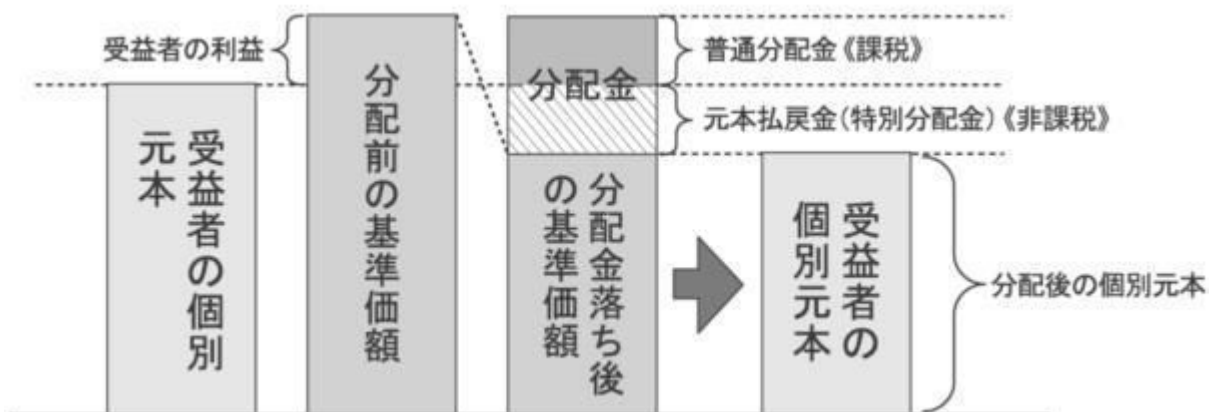 受益者の利益
受益者の個別
元本
分配前の基準価額
分配金
分配金落ち後
の基準価額
普通分配金《課税》
元本払戻金(特別分配金)《非課税》
受益者の
個別元本
分配後の個別元本